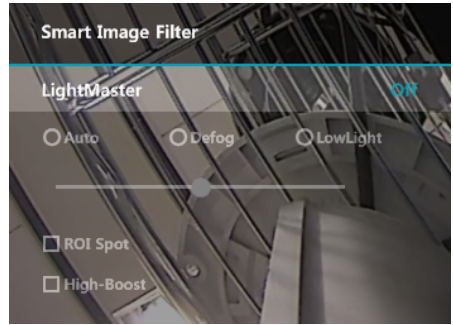 Smart Image Filter
LightMaster Off
Auto Defog LowLight
ROI Spot
High-Boost